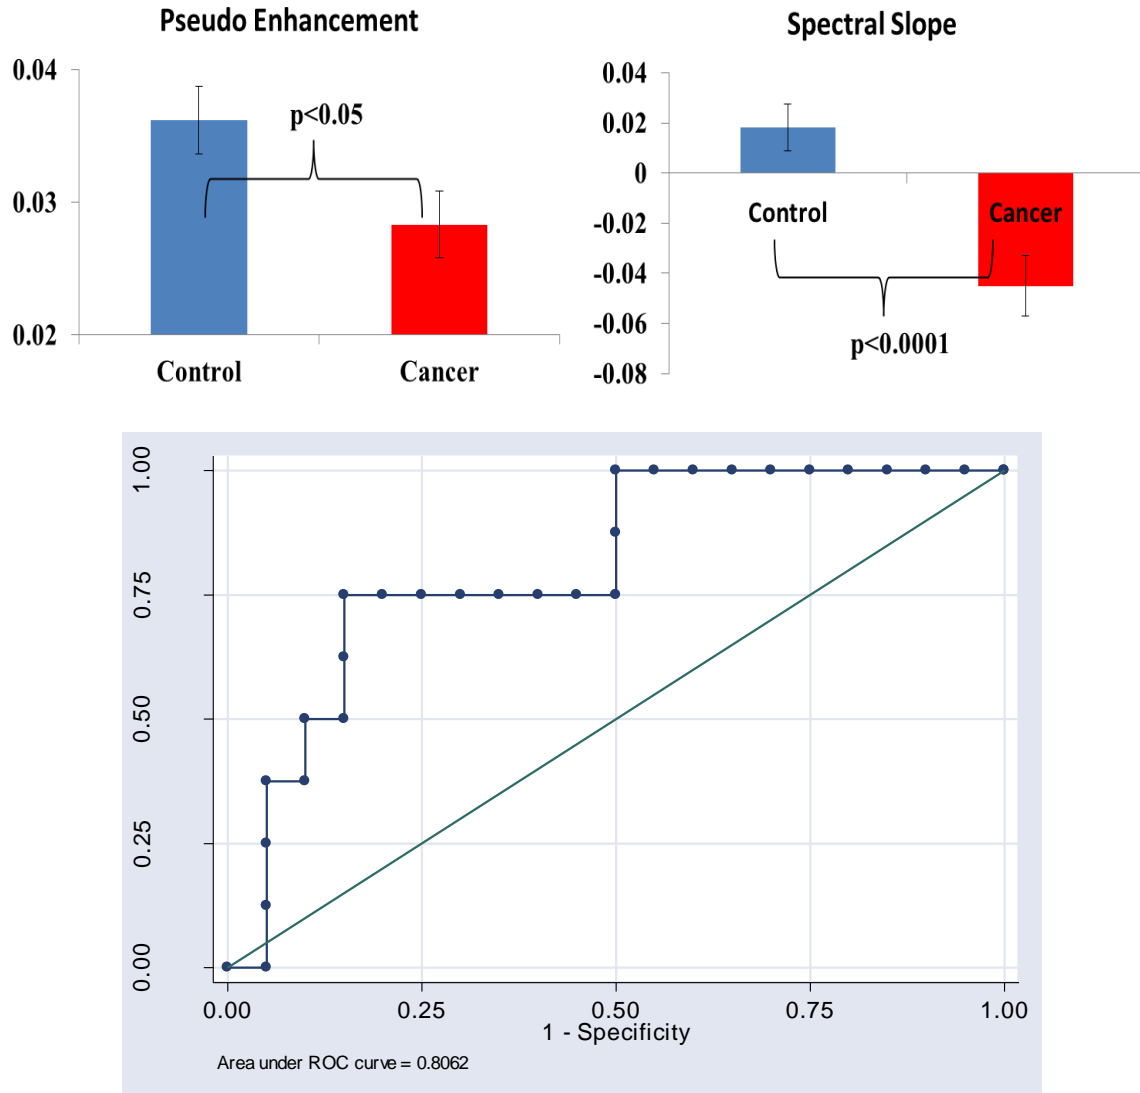 Pseudo Enhancement
0.04
0.03
0.02
p<0.05
Control
Cancer
Spectral Slope
0.04
0.02
0
-0.02
-0.04
-0.06
-0.08
Control
Cancer
p<0.0001
1.00
0.75
0.50
0.25
0.00
0.00
0.25
0.50
0.75
1.00
1 - Specificity
Area under ROC curve = 0.8062